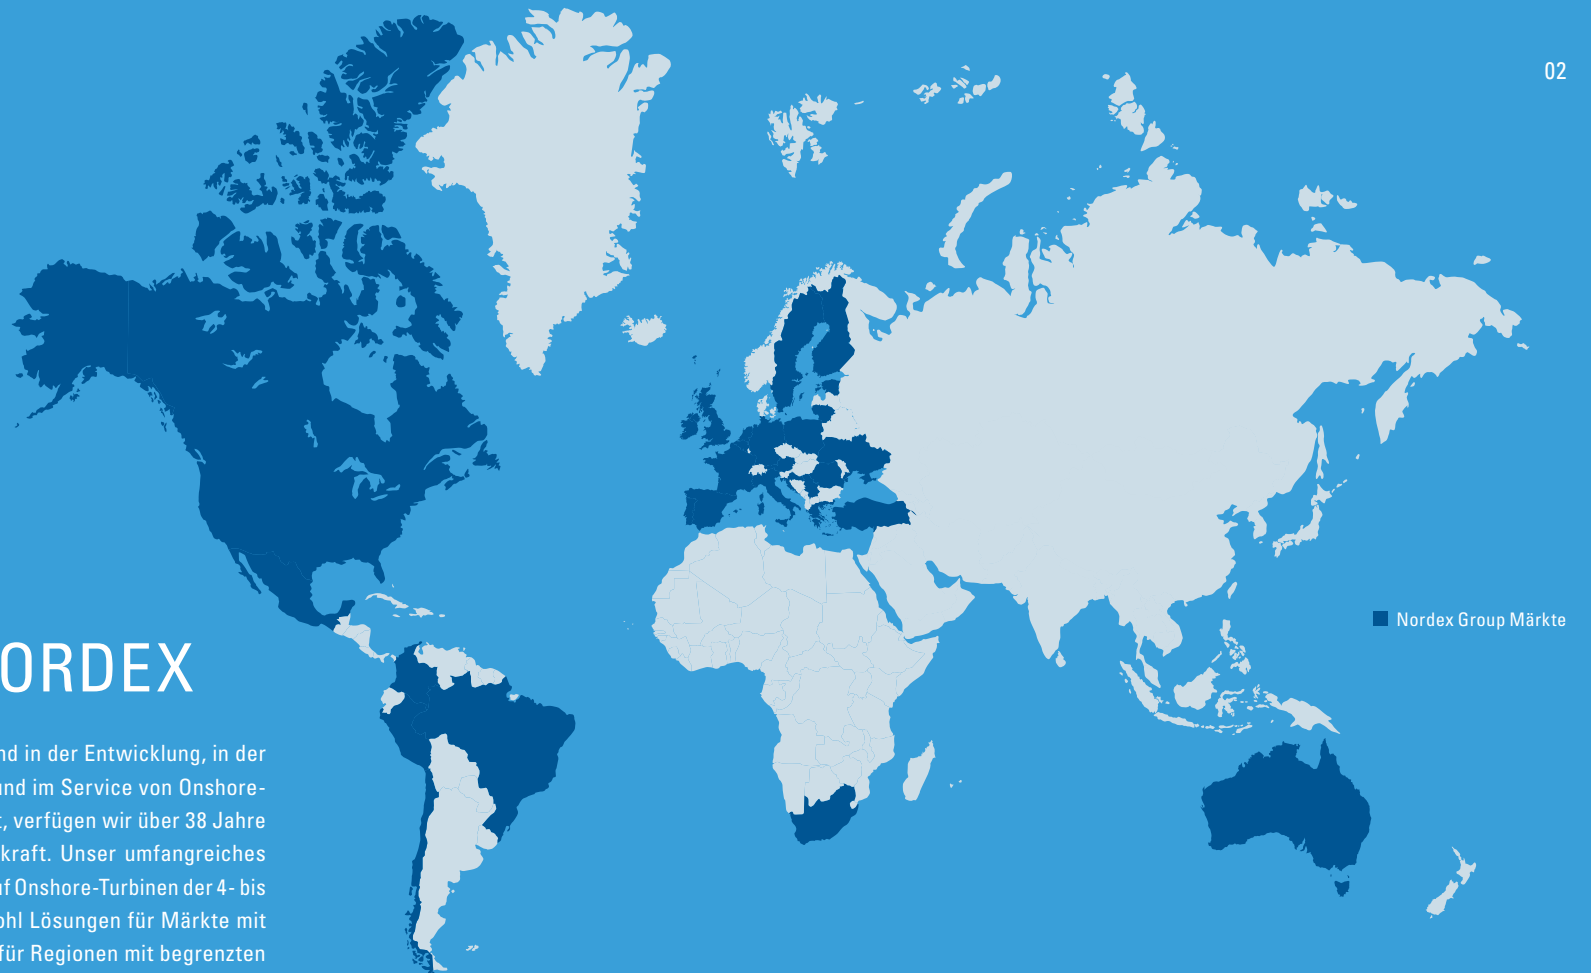 02
Nordex Group Märkte
ORDEX
nd in der Entwicklung, in der
und im Service von Onshore-
t, verfügen wir über 38 Jahre
kraft. Unser umfangreiches
uf Onshore-Turbinen der 4- bis
ohl Lösungen für Märkte mit
für Regionen mit begrenzten